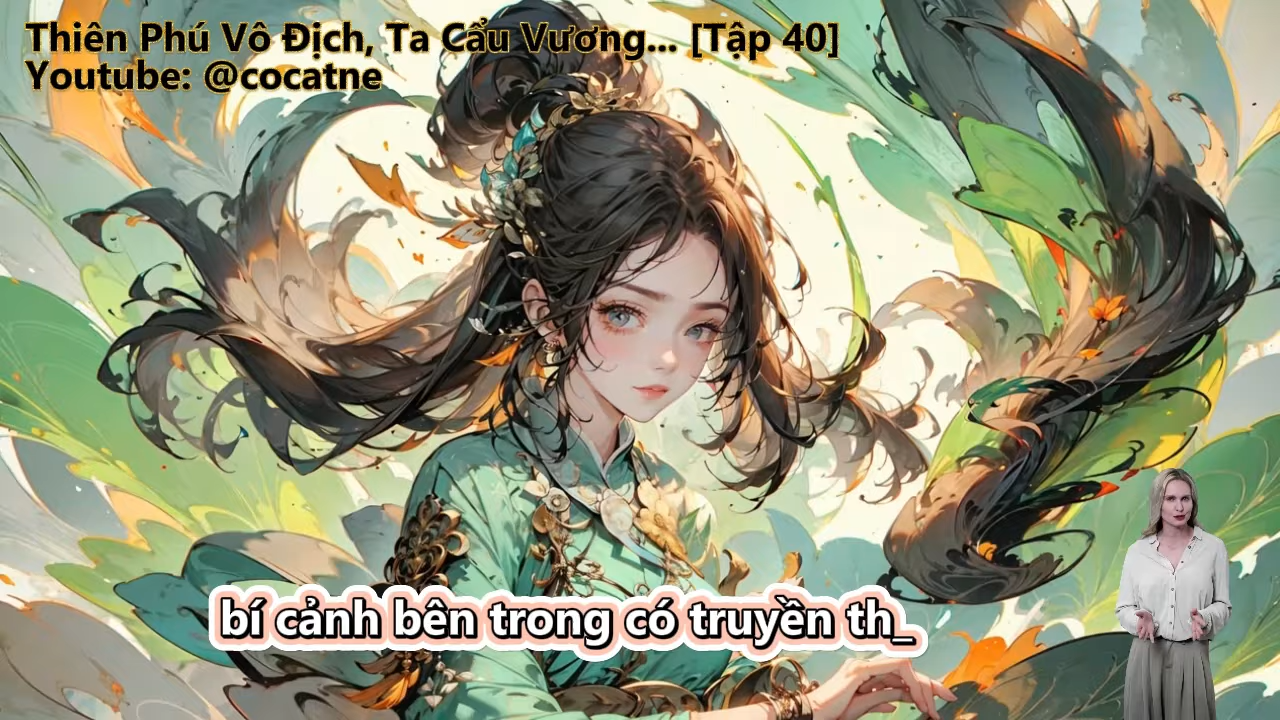 Thiên Phú Vô Địch, Ta Cẩu Vương... [Tập 40]
Youtube: @cocatne
bí cảnh bên trong có truyền th_